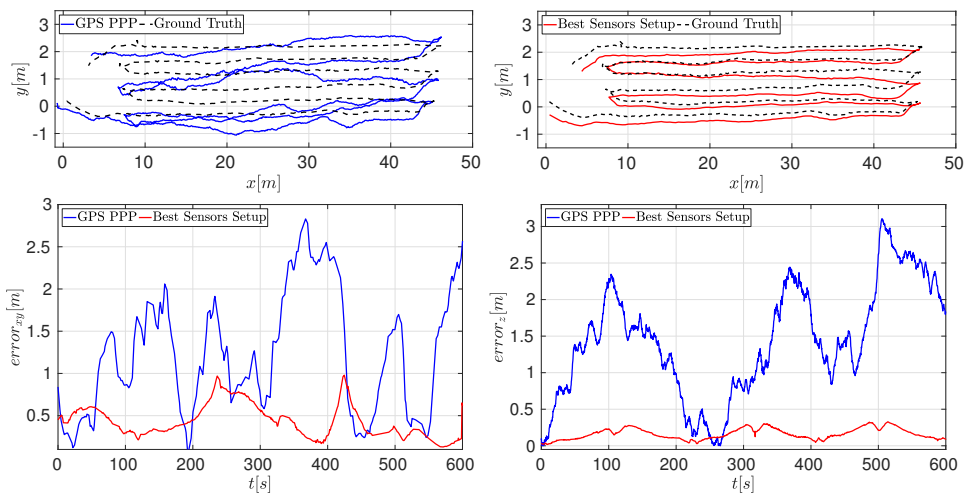 GPS PPP Ground Truth
3
2
1
0
-1
y[m]
0 10 20 30 40 50
x[m]
Best Sensors Setup Ground Truth
3
2
1
0
-1
y[m]
0 10 20 30 40 50
x[m]
GPS PPP Best Sensors Setup
3
2.5
2
1.5
1
0.5
error_xy[m]
0 100 200 300 400 500 600
t[s]
GPS PPP Best Sensors Setup
3
2.5
2
1.5
1
0.5
0
error_z[m]
0 100 200 300 400 500 600
t[s]